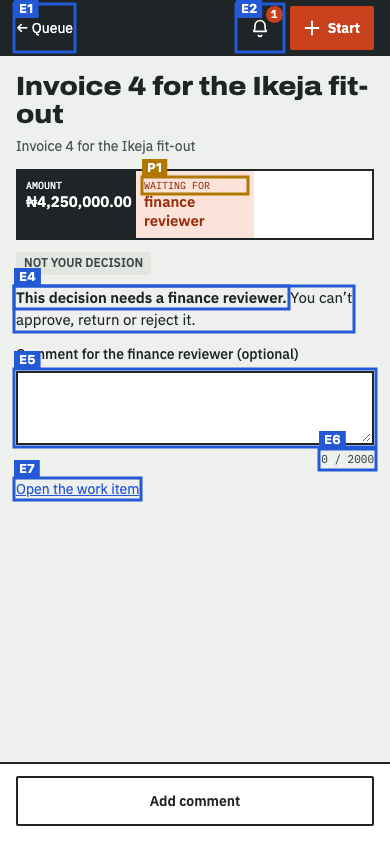 E1
E2
← Queue
1
+ Start
Invoice 4 for the Ikeja fit-
out
Invoice 4 for the Ikeja fit-out
P1
AMOUNT
₦4,250,000.00
WAITING FOR
finance
reviewer
NOT YOUR DECISION
E4
This decision needs a finance reviewer. You can’t
approve, return or reject it.
E5
mment for the finance reviewer (optional)
E6
0 / 2000
E7
Open the work item
Add comment